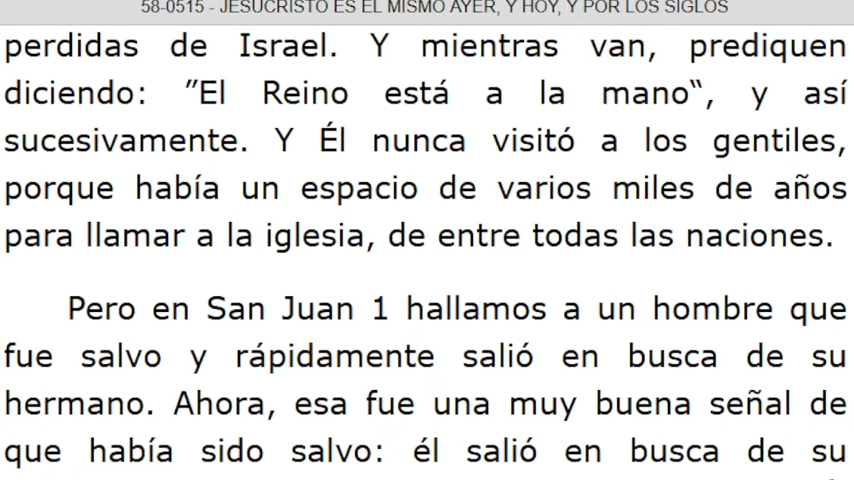 58-0515 - JESUCRISTO ES EL MISMO AYER, Y HOY, Y POR LOS SIGLOS
perdidas de Israel. Y mientras van, prediquen
diciendo: ”El Reino está a la mano“, y así
sucesivamente. Y Él nunca visitó a los gentiles,
porque había un espacio de varios miles de años
para llamar a la iglesia, de entre todas las naciones.
Pero en San Juan 1 hallamos a un hombre que
fue salvo y rápidamente salió en busca de su
hermano. Ahora, esa fue una muy buena señal de
que había sido salvo: él salió en busca de su